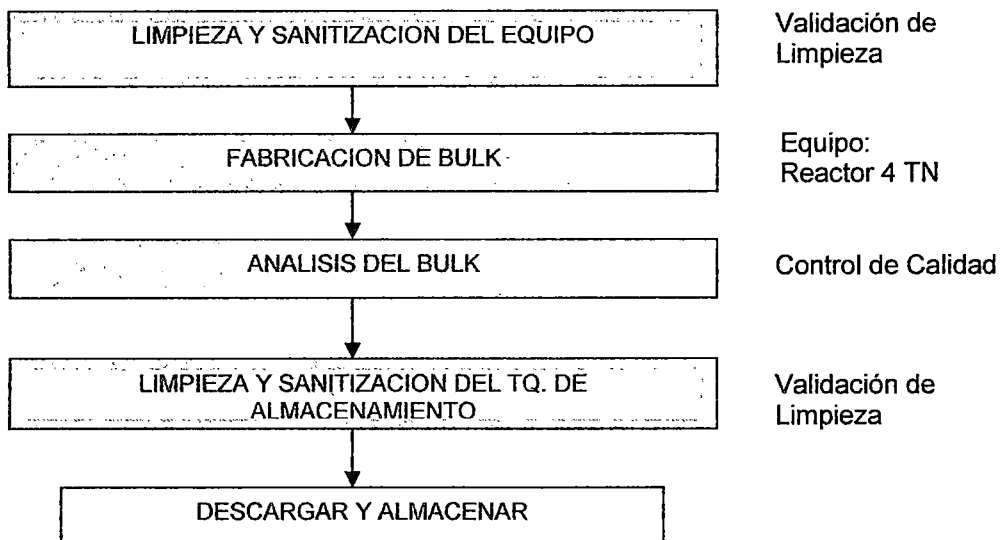 LIMPIEZA Y SANITIZACION DEL EQUIPO
Validación de
Limpieza
FABRICACION DE BULK
Equipo:
Reactor 4 TN
ANALISIS DEL BULK
Control de Calidad
LIMPIEZA Y SANITIZACION DEL TQ. DE
ALMACENAMIENTO
Validación de
Limpieza
DESCARGAR Y ALMACENAR